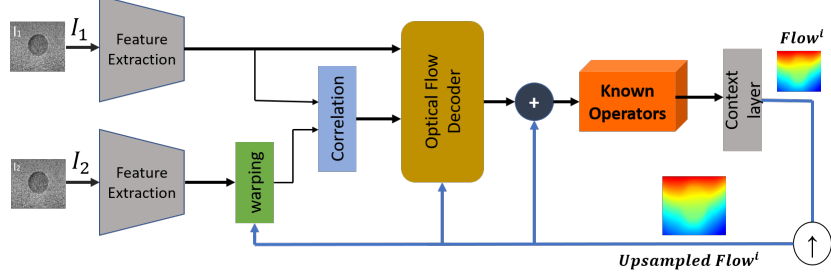 I₁
I₁
Feature
Extraction
I₂
I₂
Feature
Extraction
warping
Correlation
Optical Flow
Decoder
+
Known
Operators
Context
layer
Flowⁱ
Upsampled Flowⁱ
↑